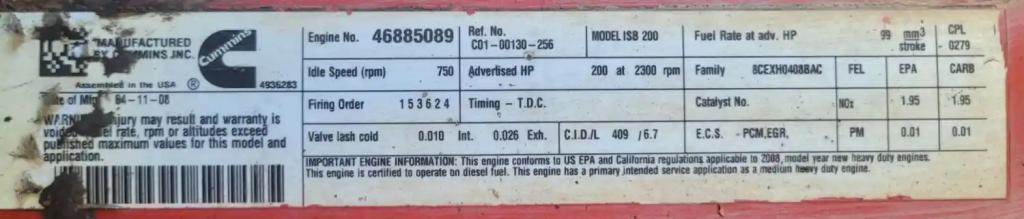 "MANUFACTURED
BY CUMMINS INC.
Cummins
®
Assembled in the USA
4936283
Date of Mfg. 04-11-08
WARNING Injury may result and warranty is
voided fuel rate, rpm or altitudes exceed
published maximum values for this model and
application.
Engine No. 46885089
Ref. No.
C01-00130-256
MODEL ISB 200
Fuel Rate at adv. HP 99 mm3
stroke
CPL
0279
Idle Speed (rpm) 750
Advertised HP 200 at 2300 rpm
Family 8CEXH0408BAC
FEL EPA CARB
Firing Order 153624
Timing - T.D.C.
Catalyst No.
NOx 1.95 1.95
Valve lash cold 0.010 Int. 0.026 Exh.
C.I.D./L 409 /6.7
E.C.S. - PCM,EGR,
PM 0.01 0.01
IMPORTANT ENGINE INFORMATION: This engine conforms to US EPA and California regulations applicable to 2008, model year new heavy duty engines.
This engine is certified to operate on diesel fuel. This engine has a primary intended service application as a medium heavy duty engine.